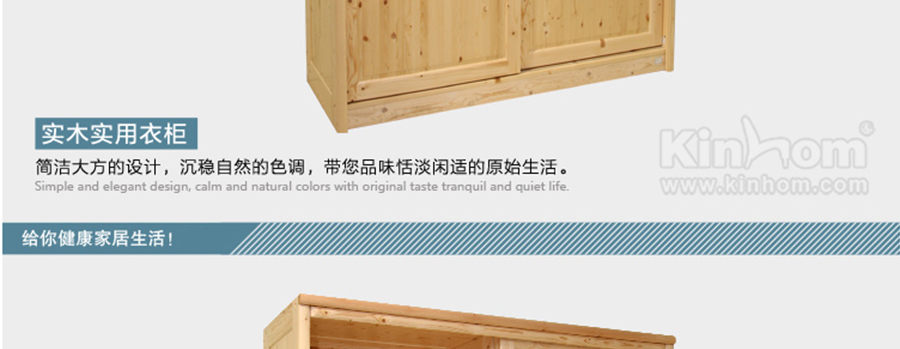 实木实用衣柜
简洁大方的设计，沉稳自然的色调，带您品味恬淡闲适的原始生活。
Simple and elegant design, calm and natural colors with original taste tranquil and quiet life.
Kinhom
www.kinhom.com
给你健康家居生活！